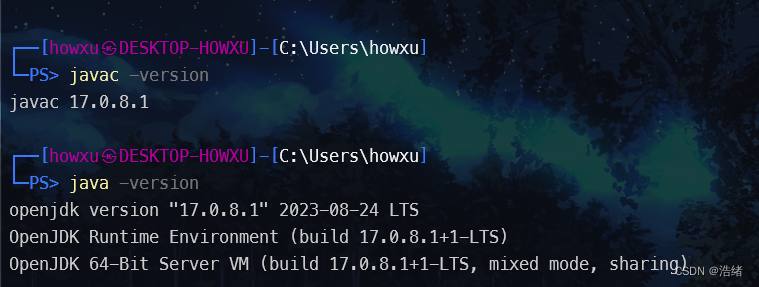 ┌──[howxu㉿DESKTOP-HOWXU]-[C:\Users\howxu]
└─PS> javac -version
javac 17.0.8.1
┌──[howxu㉿DESKTOP-HOWXU]-[C:\Users\howxu]
└─PS> java -version
openjdk version "17.0.8.1" 2023-08-24 LTS
OpenJDK Runtime Environment (build 17.0.8.1+1-LTS)
OpenJDK 64-Bit Server VM (build 17.0.8.1+1-LTS, mixed mode, sharing)
CSDN @浩绪